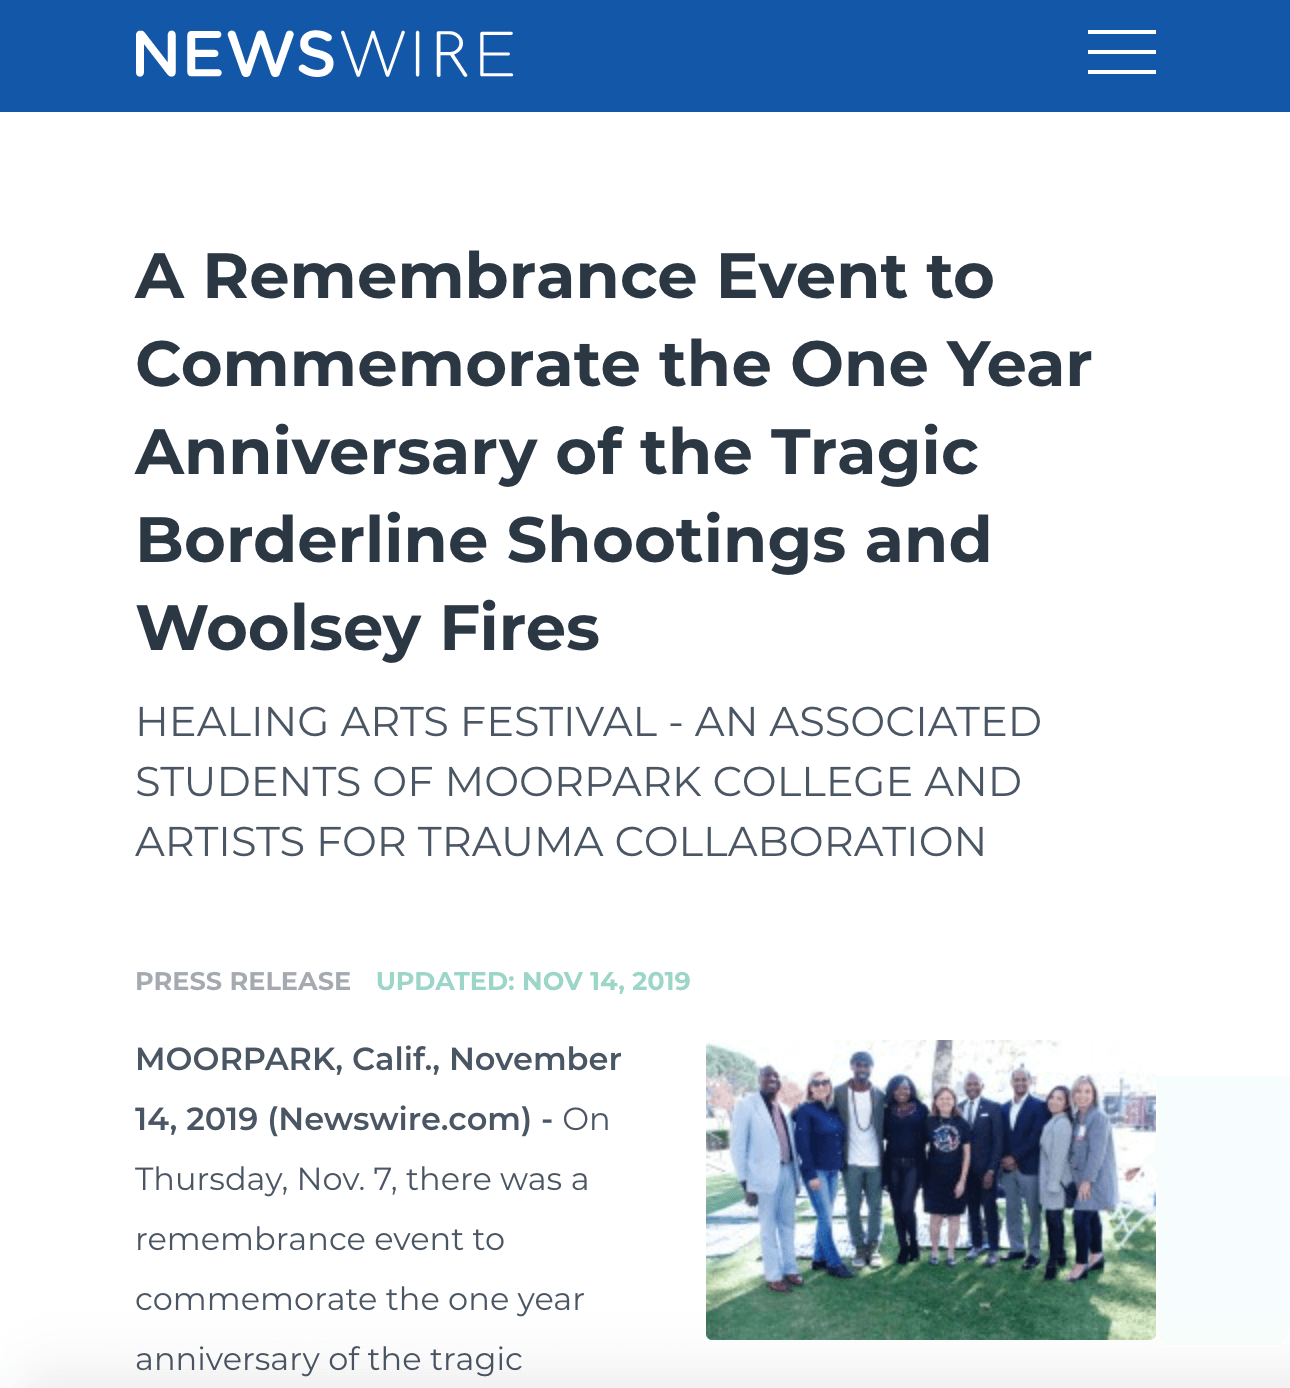 NEWSWIRE
A Remembrance Event to
Commemorate the One Year
Anniversary of the Tragic
Borderline Shootings and
Woolsey Fires
HEALING ARTS FESTIVAL - AN ASSOCIATED
STUDENTS OF MOORPARK COLLEGE AND
ARTISTS FOR TRAUMA COLLABORATION
PRESS RELEASE UPDATED: NOV 14, 2019
MOORPARK, Calif., November
14, 2019 (Newswire.com) - On
Thursday, Nov. 7, there was a
remembrance event to
commemorate the one year
anniversary of the tragic